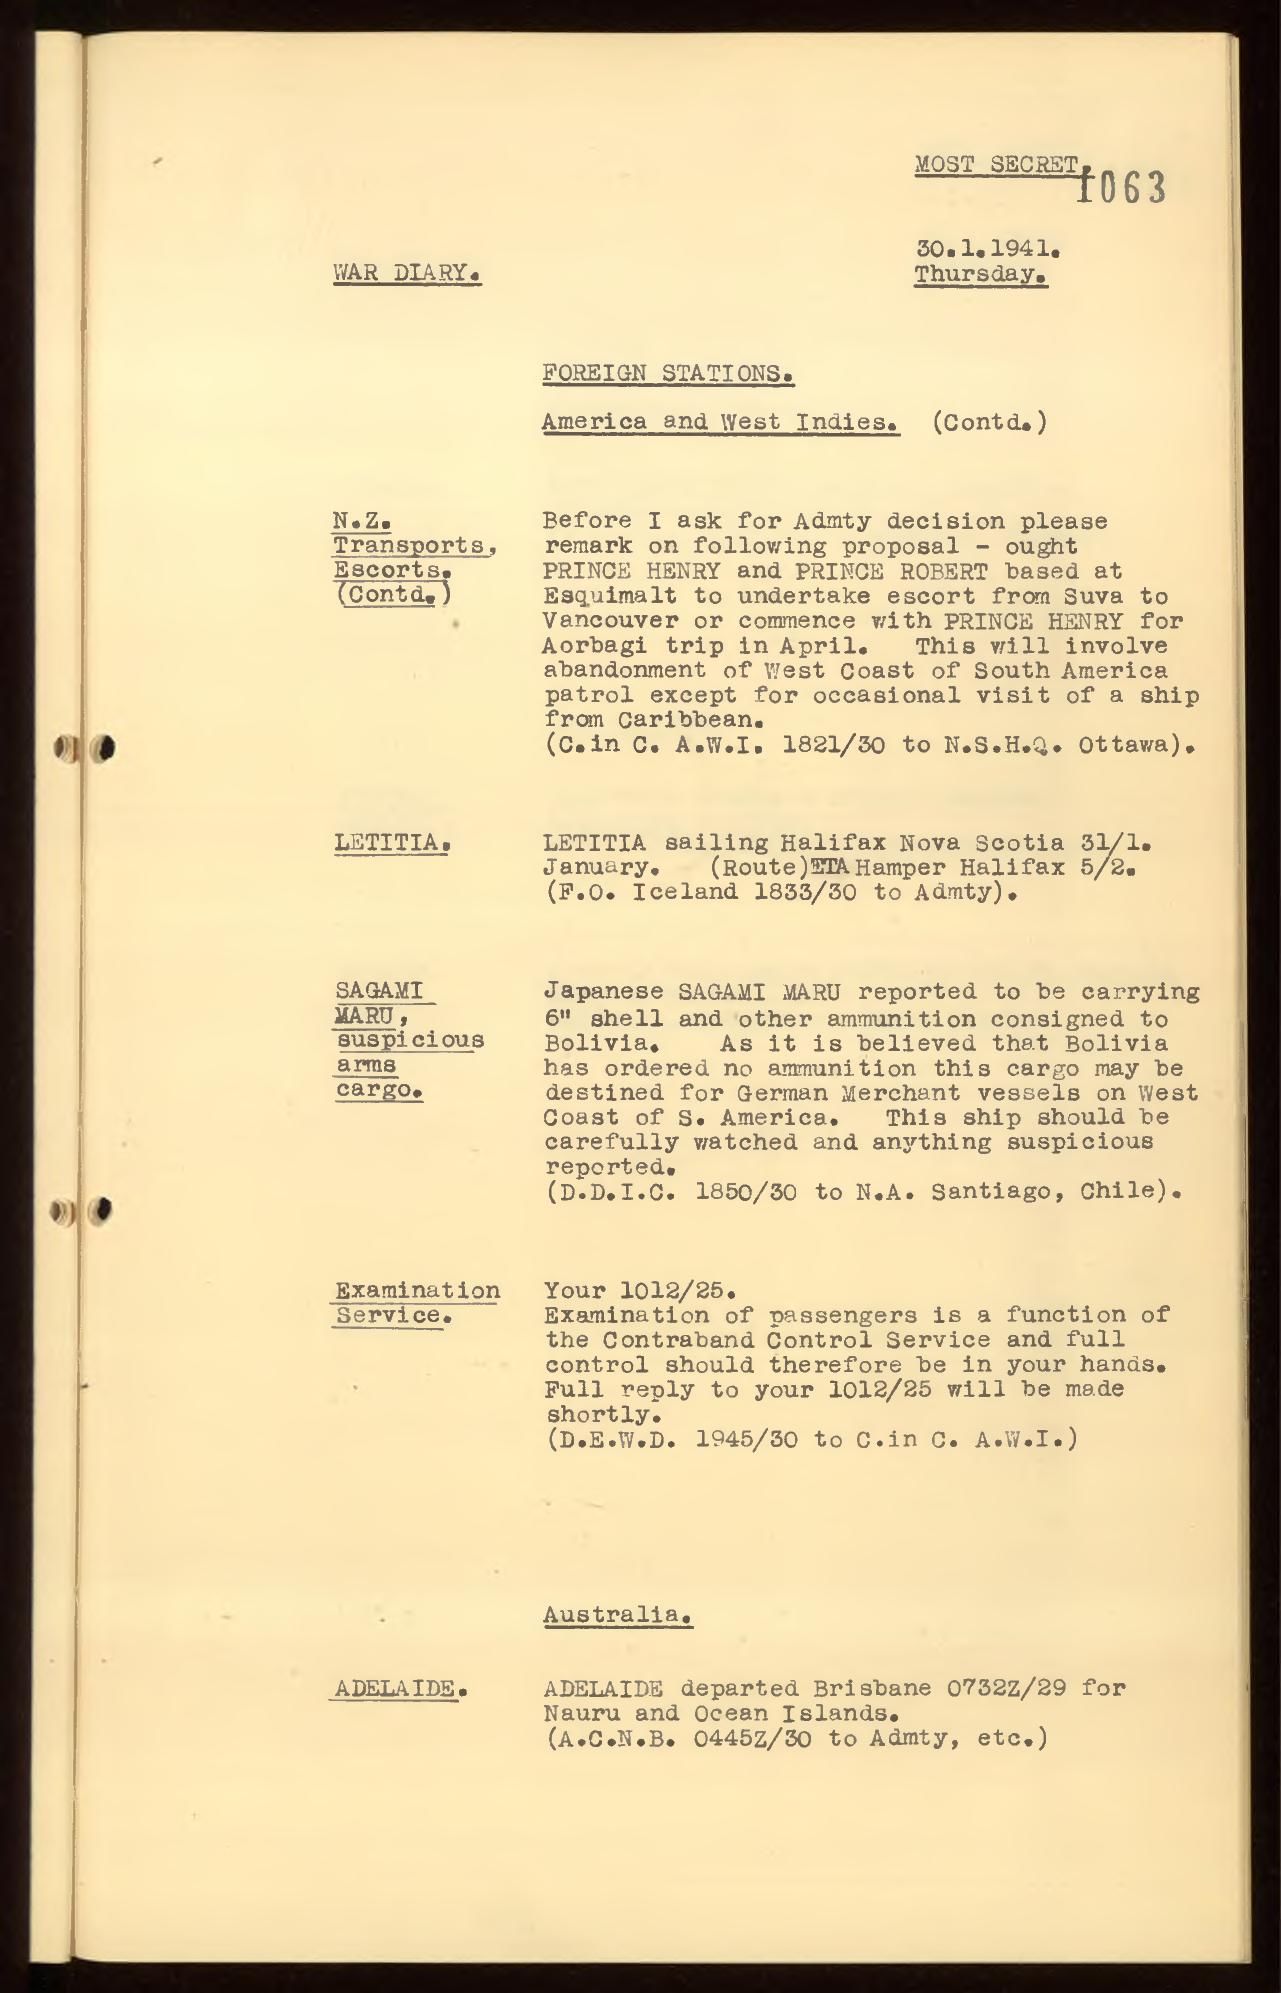 MOST SECRET.
1063
30.1.1941.
WAR DIARY.
Thursday.
FOREIGN STATIONS.
America and West Indies. (Contd.)
N.Z.
Transports,
Escorts.
(Contd.)
Before I ask for Admty decision please
remark on following proposal - ought
PRINCE HENRY and PRINCE ROBERT based at
Esquimalt to undertake escort from Suva to
Vancouver or commence with PRINCE HENRY for
Aorbagi trip in April. This will involve
abandonment of West Coast of South America
patrol except for occasional visit of a ship
from Caribbean.
(C.in C. A.W.I. 1821/30 to N.S.H.Q. Ottawa).
LETITIA.
LETITIA sailing Halifax Nova Scotia 31/1.
January. (Route) ETA Hamper Halifax 5/2.
(F.O. Iceland 1833/30 to Admty).
SAGAMI
MARU,
suspicious
arms
cargo.
Japanese SAGAMI MARU reported to be carrying
6" shell and other ammunition consigned to
Bolivia. As it is believed that Bolivia
has ordered no ammunition this cargo may be
destined for German Merchant vessels on West
Coast of S. America. This ship should be
carefully watched and anything suspicious
reported.
(D.D.I.C. 1850/30 to N.A. Santiago, Chile).
Examination
Service.
Your 1012/25.
Examination of passengers is a function of
the Contraband Control Service and full
control should therefore be in your hands.
Full reply to your 1012/25 will be made
shortly.
(D.E.W.D. 1945/30 to C.in C. A.W.I.)
Australia.
ADELAIDE.
ADELAIDE departed Brisbane 0732Z/29 for
Nauru and Ocean Islands.
(A.C.N.B. 0445Z/30 to Admty, etc.)